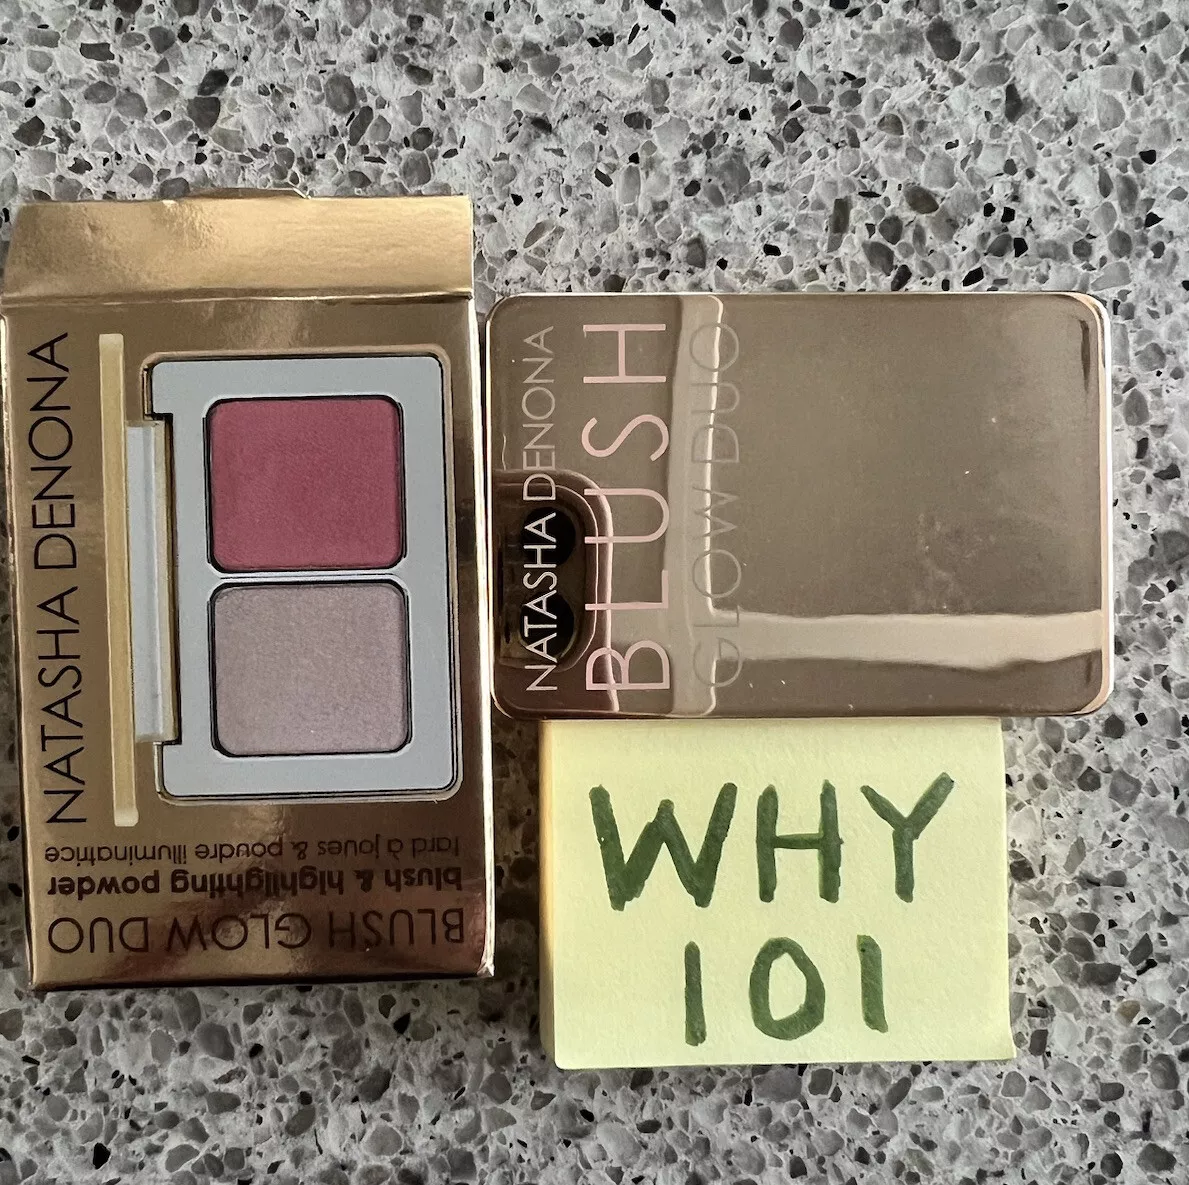 NATASHA DENONA
BLUSH GLOW DUO
blush & highlighting powder
fard à joues & poudre illuminatrice
NATASHA DENONA
BLUSH
GLOW DUO
WHY
101